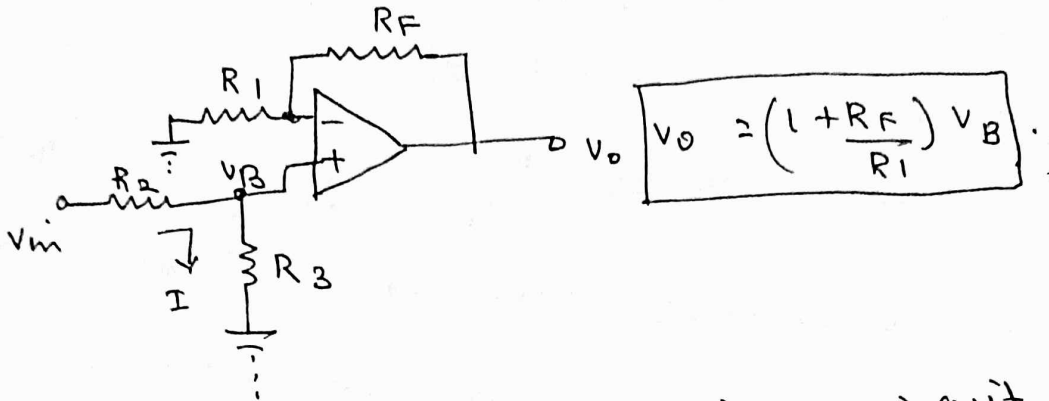 RF
R1
−
+
VB
R2
Vin
I
R3
Vo
Vo = (1 + RF/R1) VB .